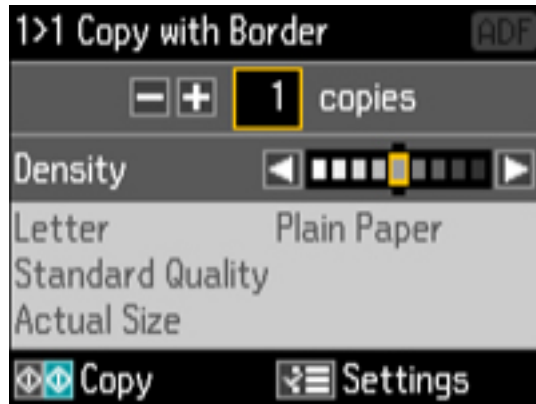 1>1 Copy with Border ADF
1 copies
Density
Letter Plain Paper
Standard Quality
Actual Size
Copy Settings